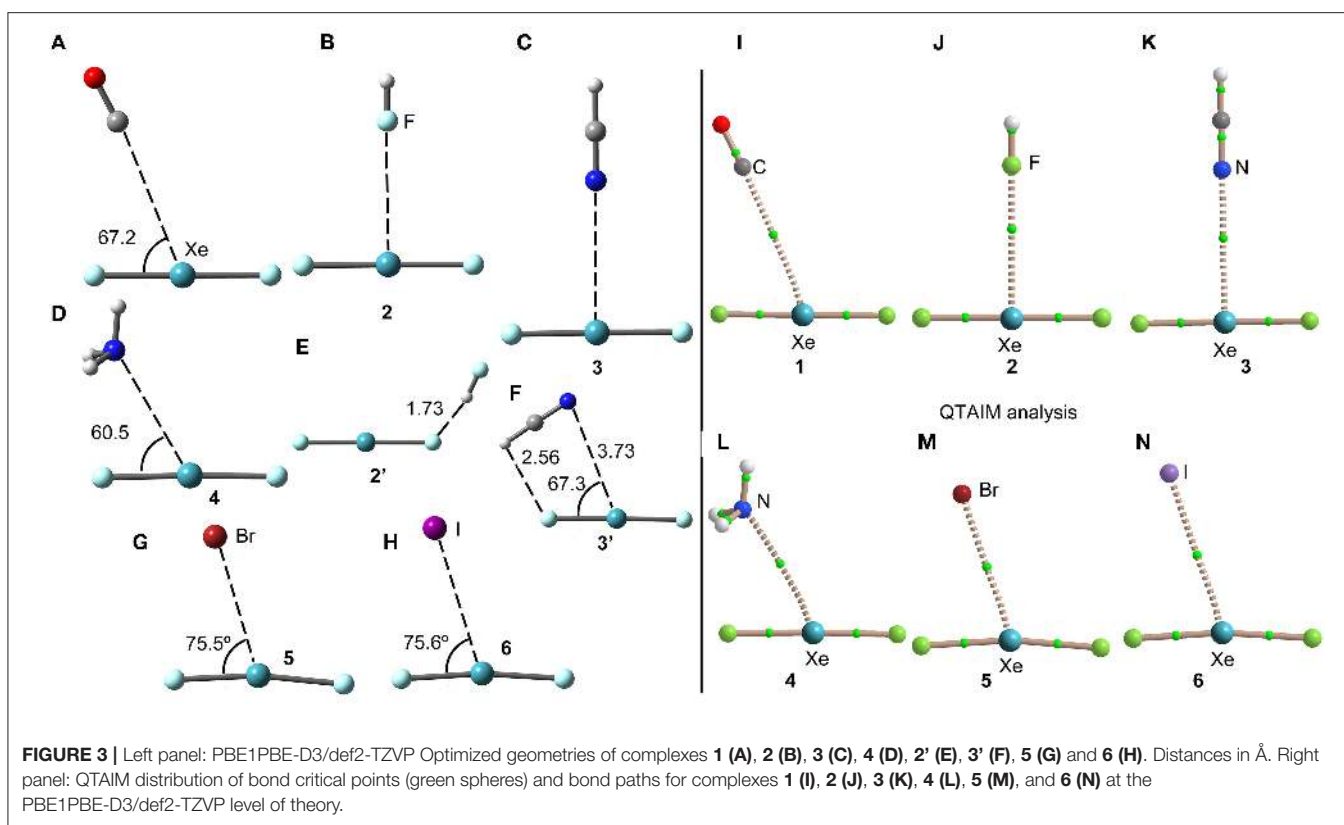 A
B
C
F
67.2
Xe
2
3
D
60.5
4
E
1.73
2'
F
2.56
3.73
67.3
3'
G
Br
75.5º
5
H
I
75.6º
6
I
C
Xe
1
J
F
Xe
2
K
N
Xe
3
QTAIM analysis
L
N
Xe
4
M
Br
Xe
5
N
I
Xe
6
FIGURE 3 | Left panel: PBE1PBE-D3/def2-TZVP Optimized geometries of complexes 1 (A), 2 (B), 3 (C), 4 (D), 2' (E), 3' (F), 5 (G) and 6 (H). Distances in Å. Right
panel: QTAIM distribution of bond critical points (green spheres) and bond paths for complexes 1 (I), 2 (J), 3 (K), 4 (L), 5 (M), and 6 (N) at the
PBE1PBE-D3/def2-TZVP level of theory.